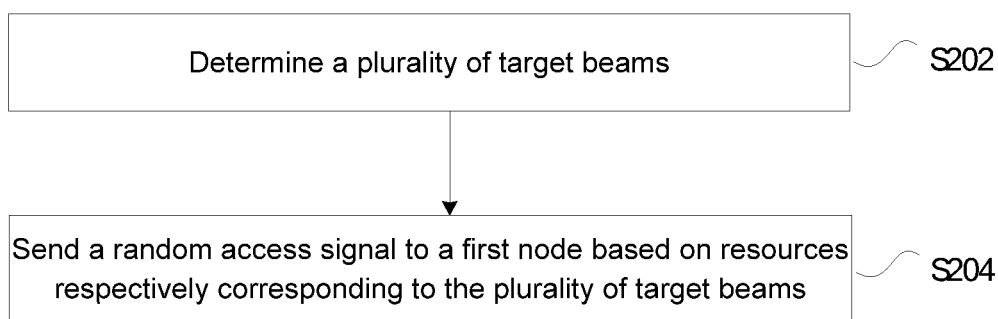 Determine a plurality of target beams
S202
Send a random access signal to a first node based on resources
respectively corresponding to the plurality of target beams
S204